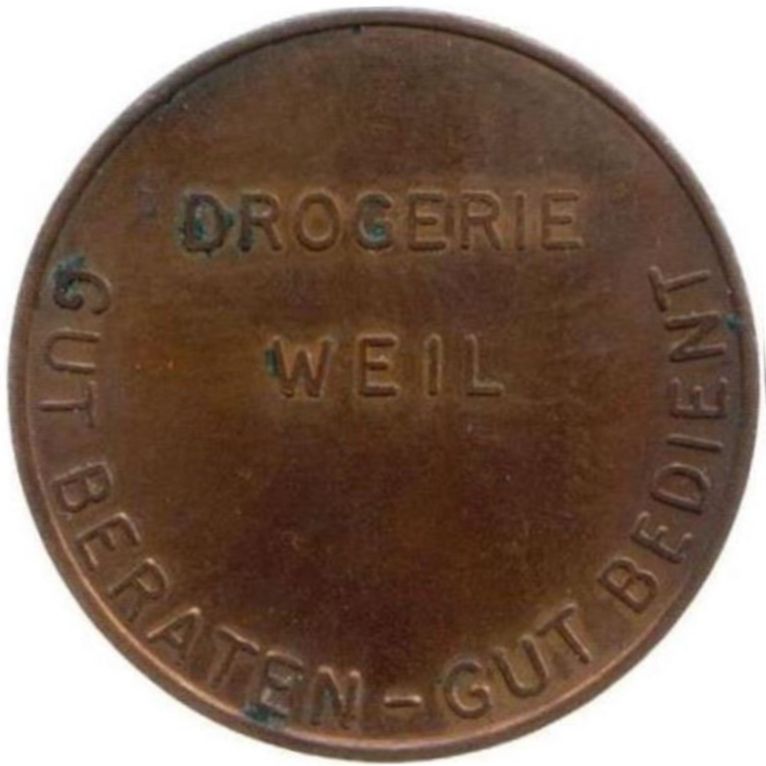 DROGERIE
WEIL
GUT BERATEN - GUT BEDIENT